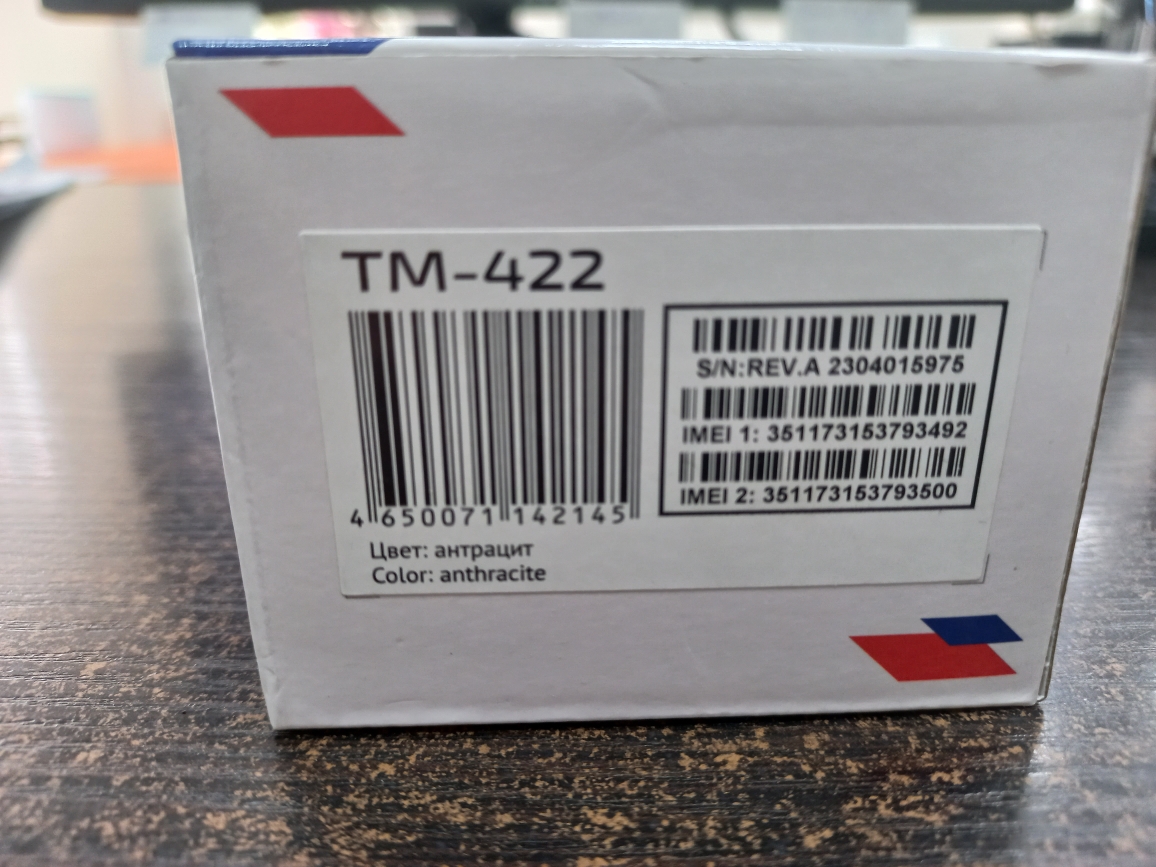 TM-422
4 650071 142145
Цвет: антрацит
Color: anthracite
S/N:REV.A 2304015975
IMEI 1: 351173153793492
IMEI 2: 351173153793500